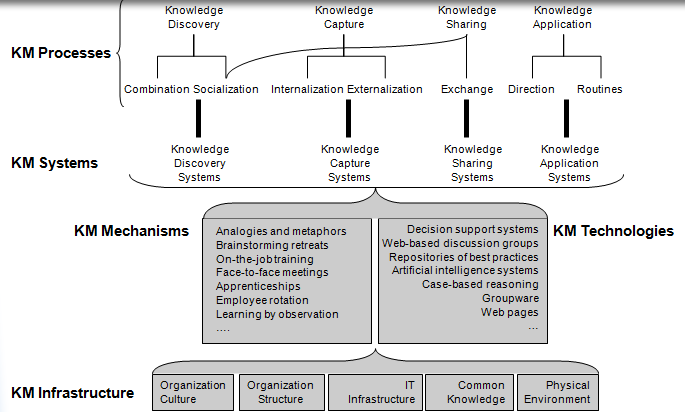 Knowledge Discovery
Knowledge Capture
Knowledge Sharing
Knowledge Application
KM Processes
Combination Socialization
Internalization Externalization
Exchange
Direction
Routines
KM Systems
Knowledge Discovery Systems
Knowledge Capture Systems
Knowledge Sharing Systems
Knowledge Application Systems
KM Mechanisms
Analogies and metaphors
Brainstorming retreats
On-the-job training
Face-to-face meetings
Apprenticeships
Employee rotation
Learning by observation
....
Decision support systems
Web-based discussion groups
Repositories of best practices
Artificial intelligence systems
Case-based reasoning
Groupware
Web pages
...
KM Technologies
KM Infrastructure
Organization Culture
Organization Structure
IT Infrastructure
Common Knowledge
Physical Environment